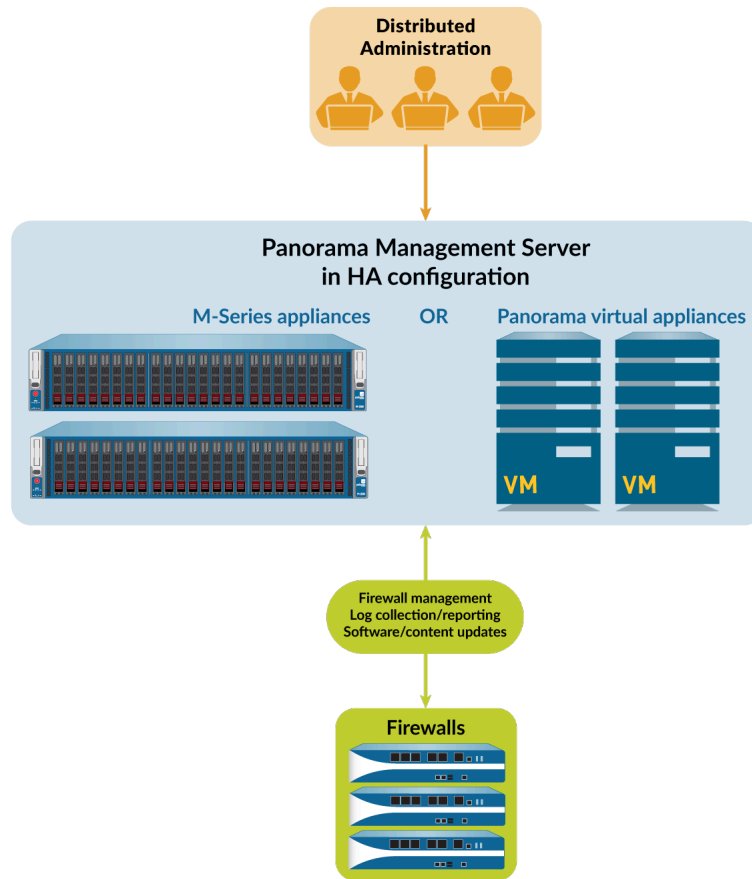 Distributed
Administration
Panorama Management Server
in HA configuration
M-Series appliances OR Panorama virtual appliances
VM VM
Firewall management
Log collection/reporting
Software/content updates
Firewalls